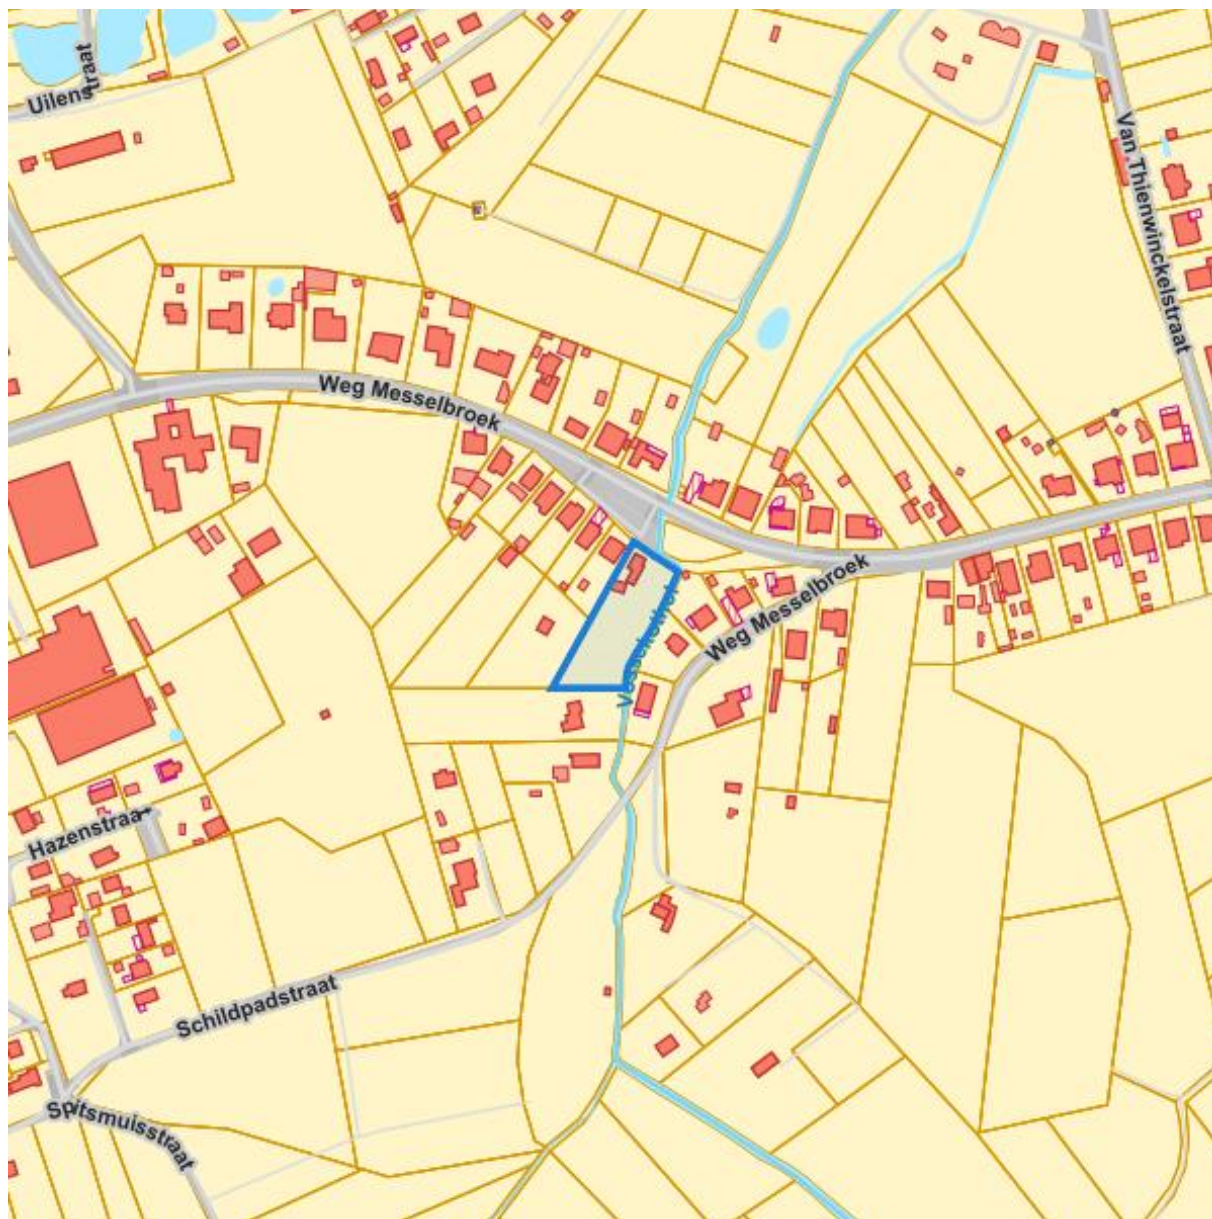 Uilenstraat
Van Thienwinckelstraat
Weg Messelbroek
Weg Messelbroek
Hazenstraat
Schildpadstraat
Spitsmuisstraat